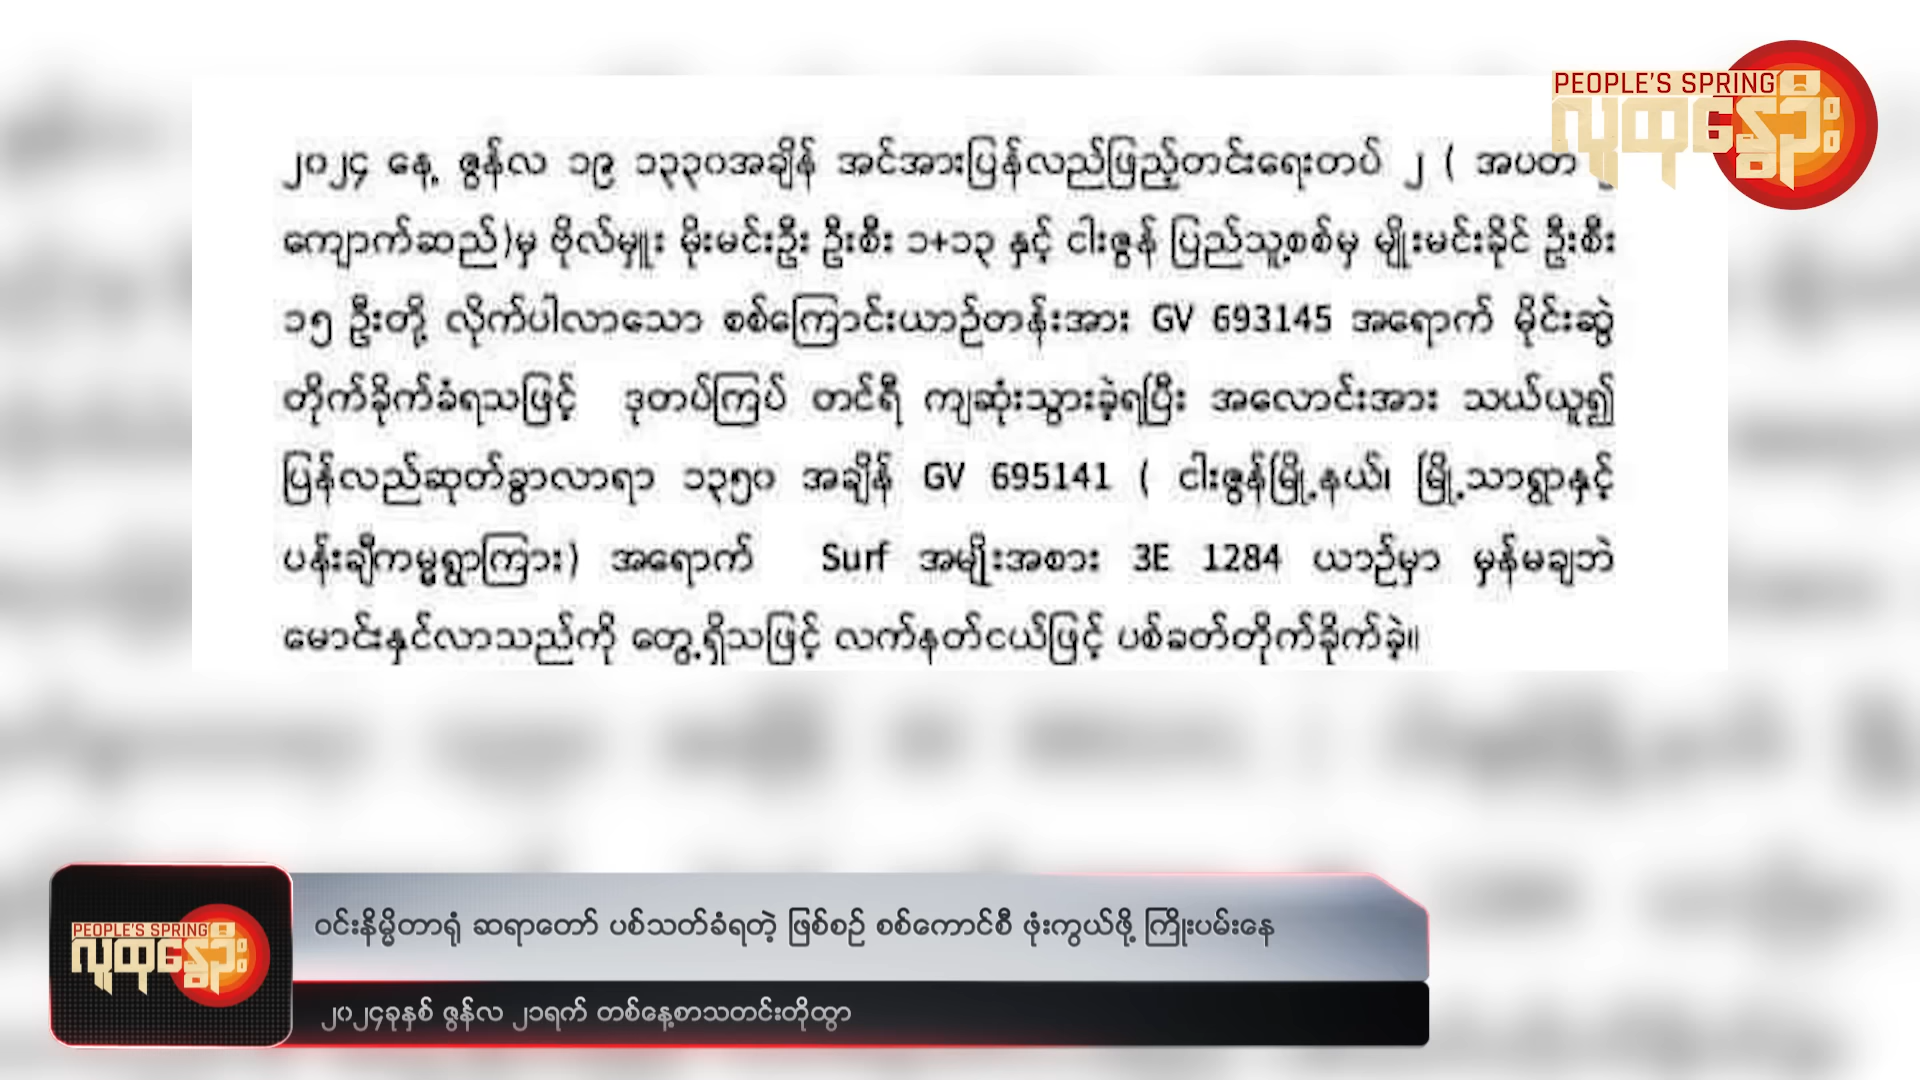 PEOPLE'S SPRING
လူထုနွေဦး
၂၀၂၄ နေ့ ဇွန်လ ၁၉ ၁၃၃၀အချိန် အင်အားပြန်လည်ဖြည့်တင်းရေးတပ် ၂ ( အပတ
ကျောက်ဆည်)မှ ဗိုလ်မှူး မိုးမင်းဦး ဦးစီး ၁+၁၃ နှင့် ငါးဇွန် ပြည်သူ့စစ်မှ မျိုးမင်းခိုင် ဦးစီး
၁၅ ဦးတို့ လိုက်ပါလာသော စစ်ကြောင်းယာဉ်တန်းအား GV 693145 အရောက် မိုင်းဆွဲ
တိုက်ခိုက်ခံရသဖြင့် ဒုတပ်ကြပ် တင်ရီ ကျဆုံးသွားခဲ့ရပြီး အလောင်းအား သယ်ယူ၍
ပြန်လည်ဆုတ်ခွာလာရာ ၁၃၅၀ အချိန် GV 695141 ( ငါးဇွန်မြို့နယ်၊ မြို့သာရွာနှင့်
ပန်းချီကမ္မရွာကြား) အရောက် Surf အမျိုးအစား 3E 1284 ယာဉ်မှာ မှန်မချဘဲ
မောင်းနှင်လာသည်ကို တွေ့ရှိသဖြင့် လက်နတ်ငယ်ဖြင့် ပစ်ခတ်တိုက်ခိုက်ခဲ့။
PEOPLE'S SPRING
လူထုနွေဦး
ဝင်းနိမ္မိတာရုံ ဆရာတော် ပစ်သတ်ခံရတဲ့ ဖြစ်စဉ် စစ်ကောင်စီ ဖုံးကွယ်ဖို့ ကြိုးပမ်းနေ
၂၀၂၄ခုနှစ် ဇွန်လ ၂၁ရက် တစ်နေ့စာသတင်းတိုထွာ